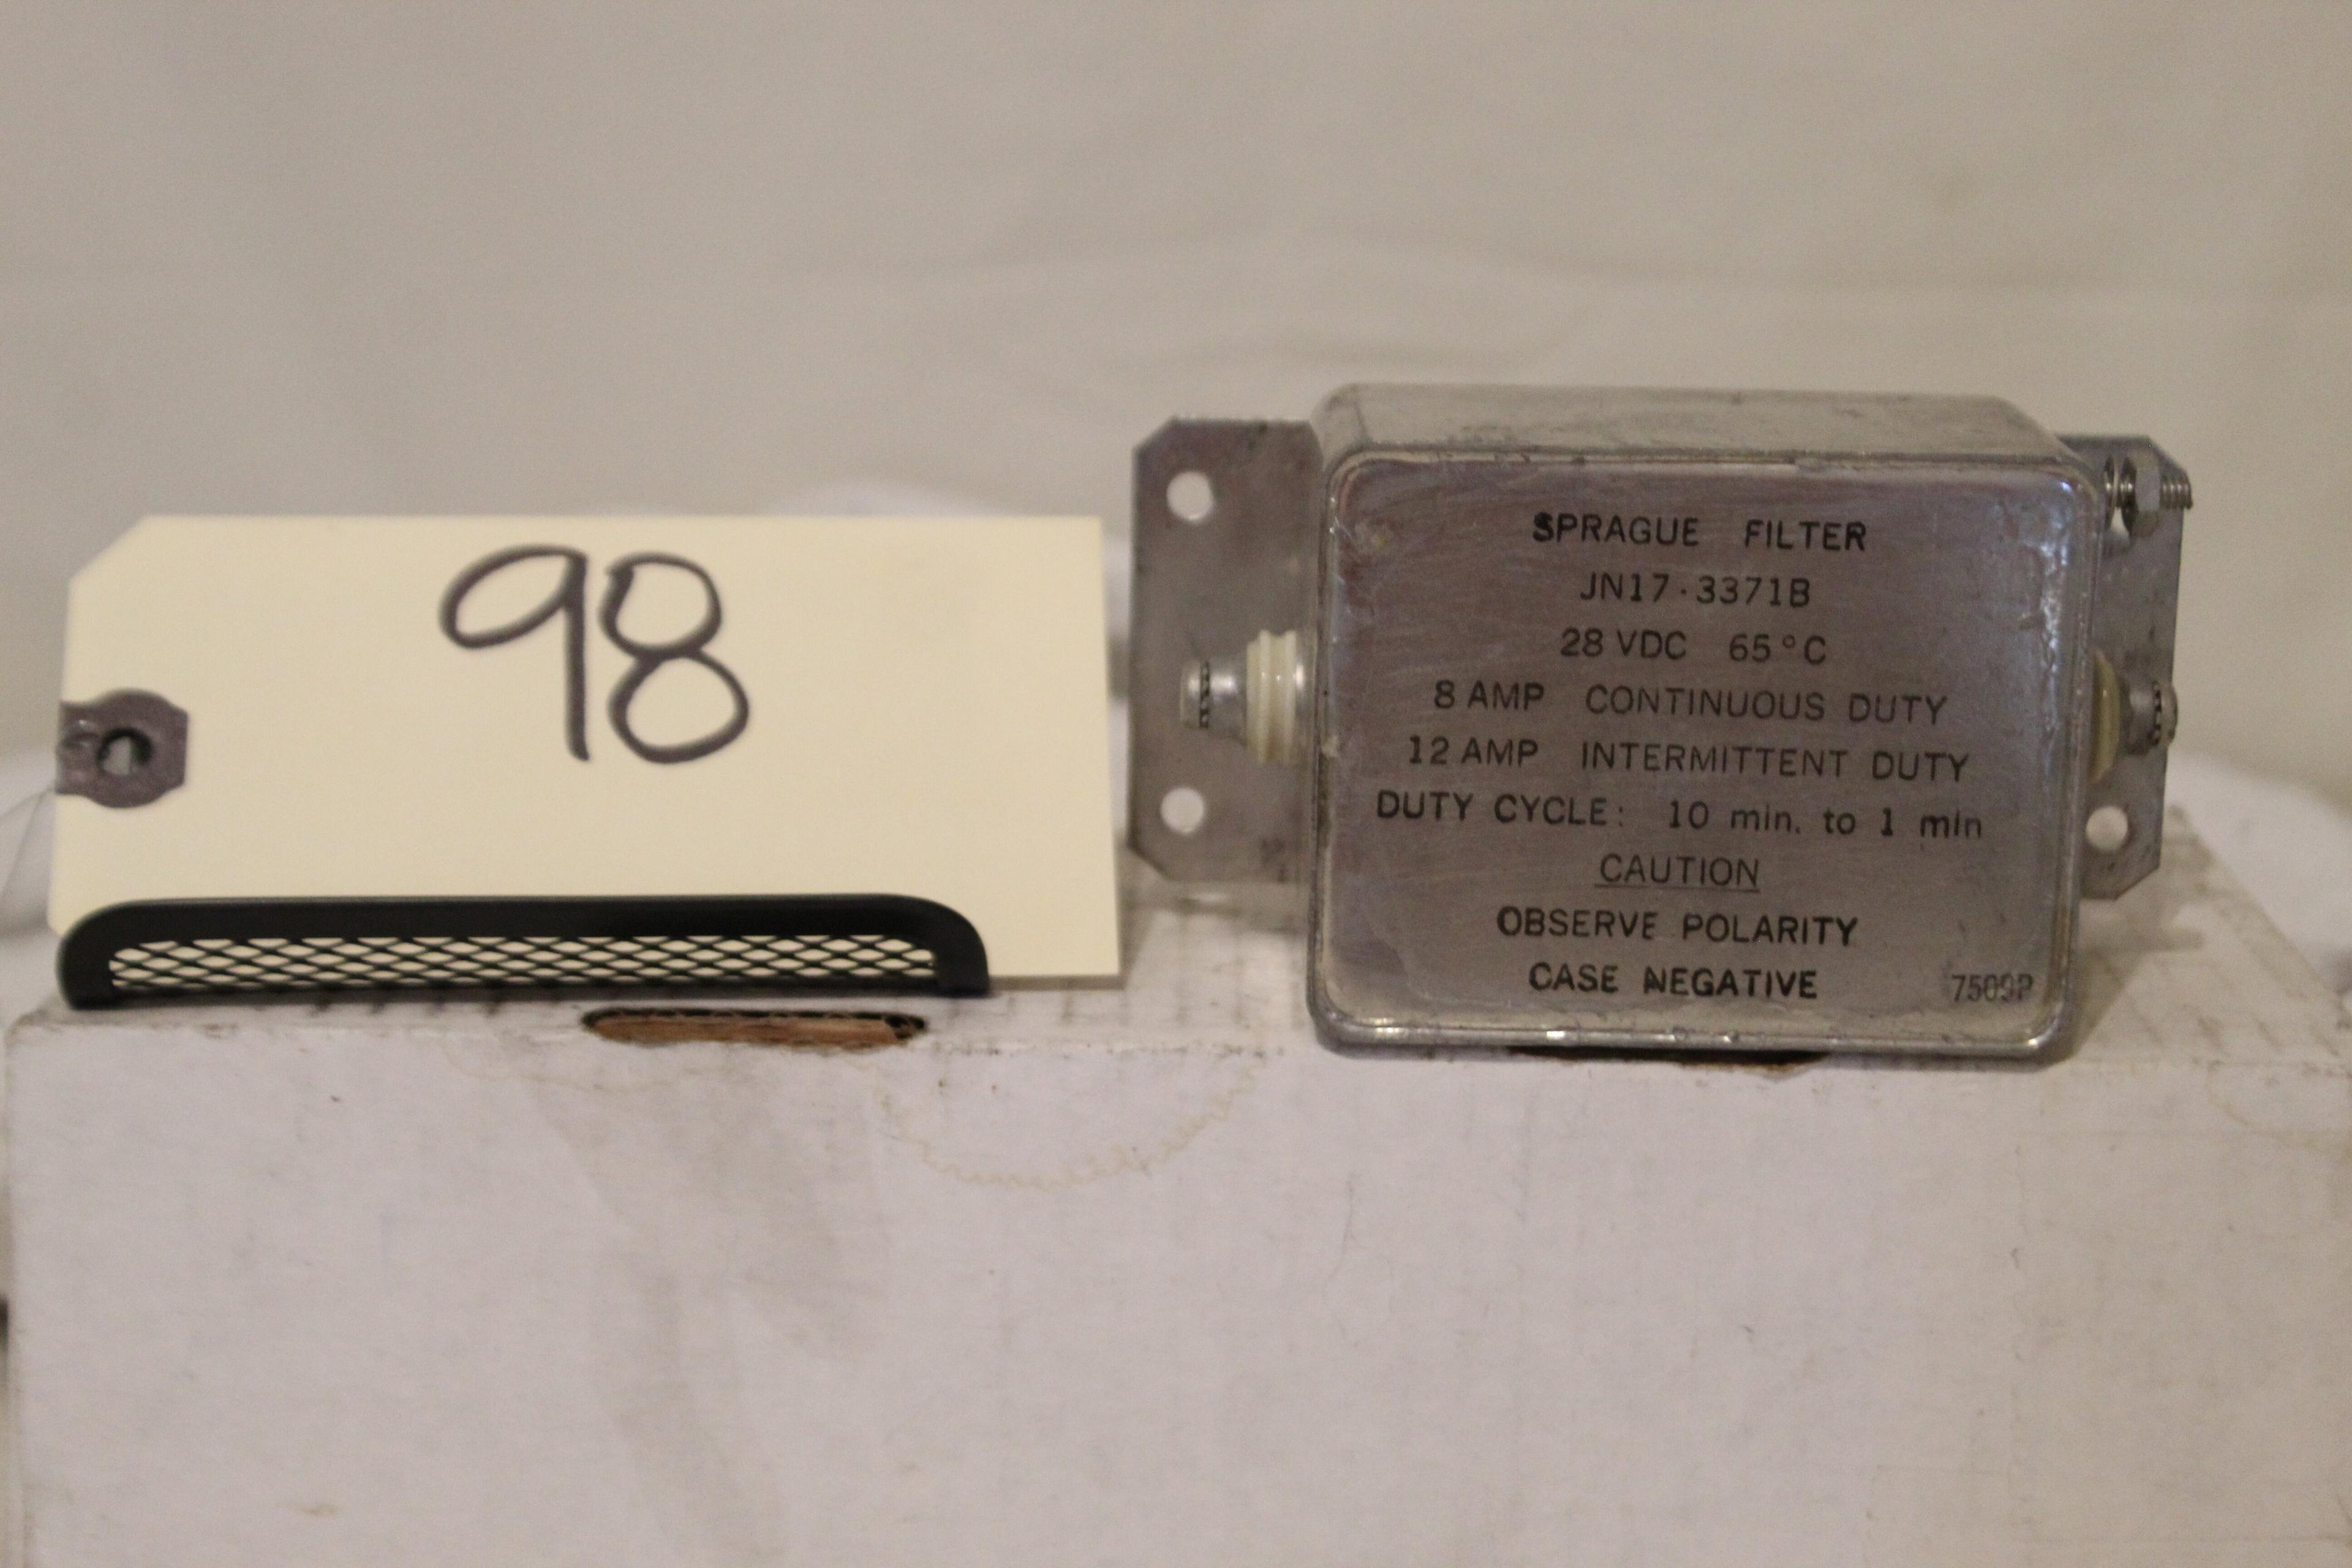 98
SPRAGUE FILTER
JN17-3371B
28 VDC 65°C
8 AMP CONTINUOUS DUTY
12 AMP INTERMITTENT DUTY
DUTY CYCLE: 10 min. to 1 min
CAUTION
OBSERVE POLARITY
CASE NEGATIVE